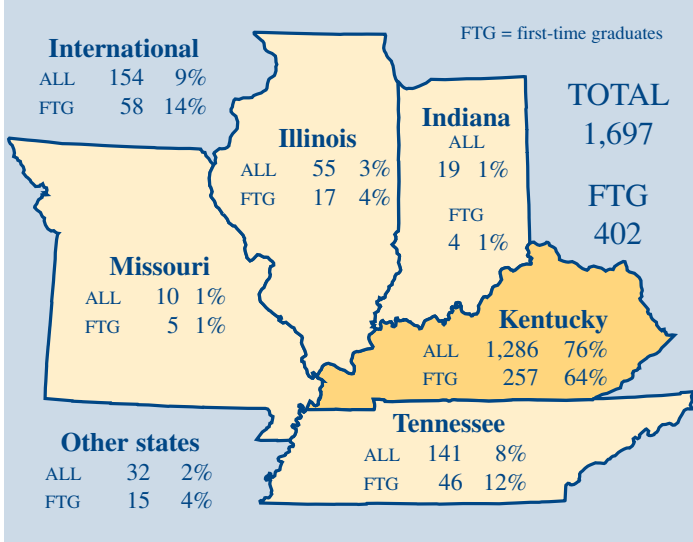 FTG = first-time graduates
International
ALL 154 9%
FTG 58 14%
TOTAL
1,697
FTG
402
Illinois
ALL 55 3%
FTG 17 4%
Indiana
ALL
19 1%
FTG
4 1%
Missouri
ALL 10 1%
FTG 5 1%
Kentucky
ALL 1,286 76%
FTG 257 64%
Tennessee
ALL 141 8%
FTG 46 12%
Other states
ALL 32 2%
FTG 15 4%